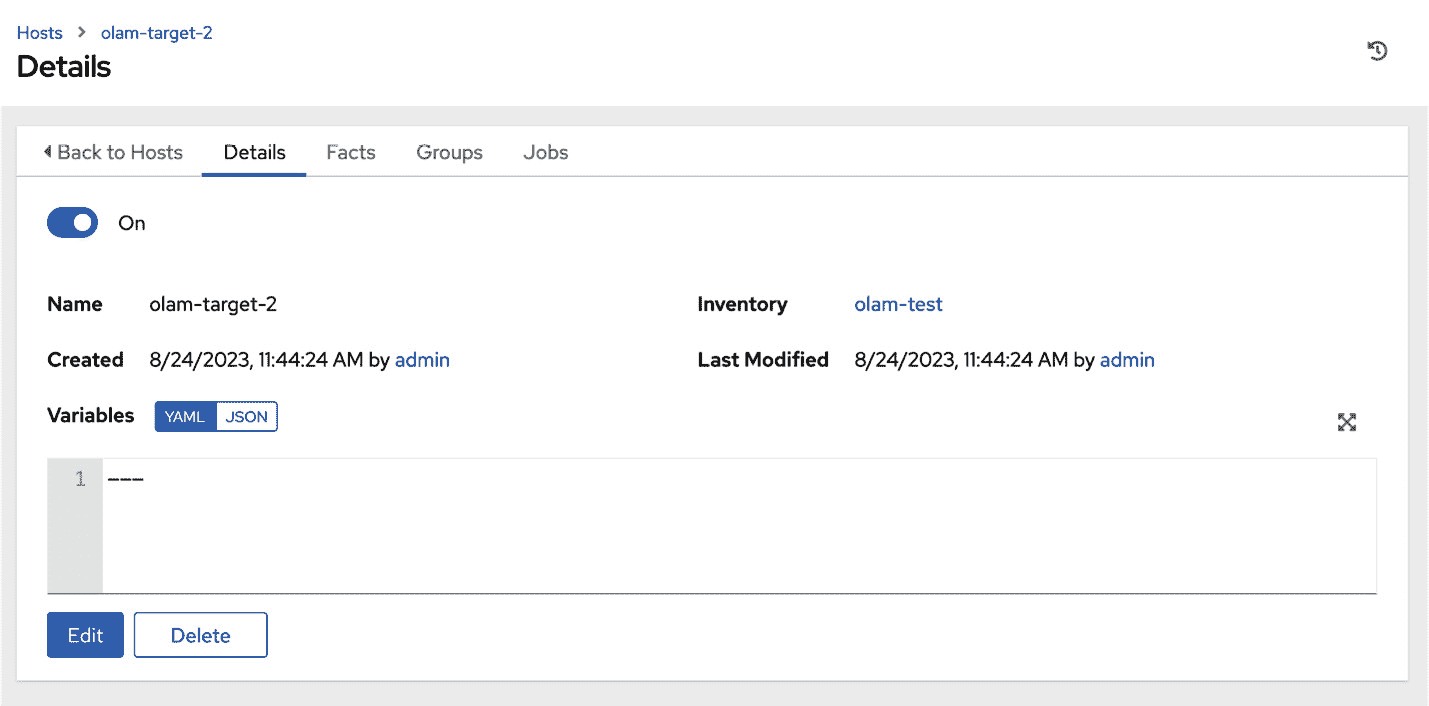 Hosts > olam-target-2
Details
Back to Hosts Details Facts Groups Jobs
On
Name olam-target-2 Inventory olam-test
Created 8/24/2023, 11:44:24 AM by admin Last Modified 8/24/2023, 11:44:24 AM by admin
Variables YAML JSON
1 ---
Edit Delete